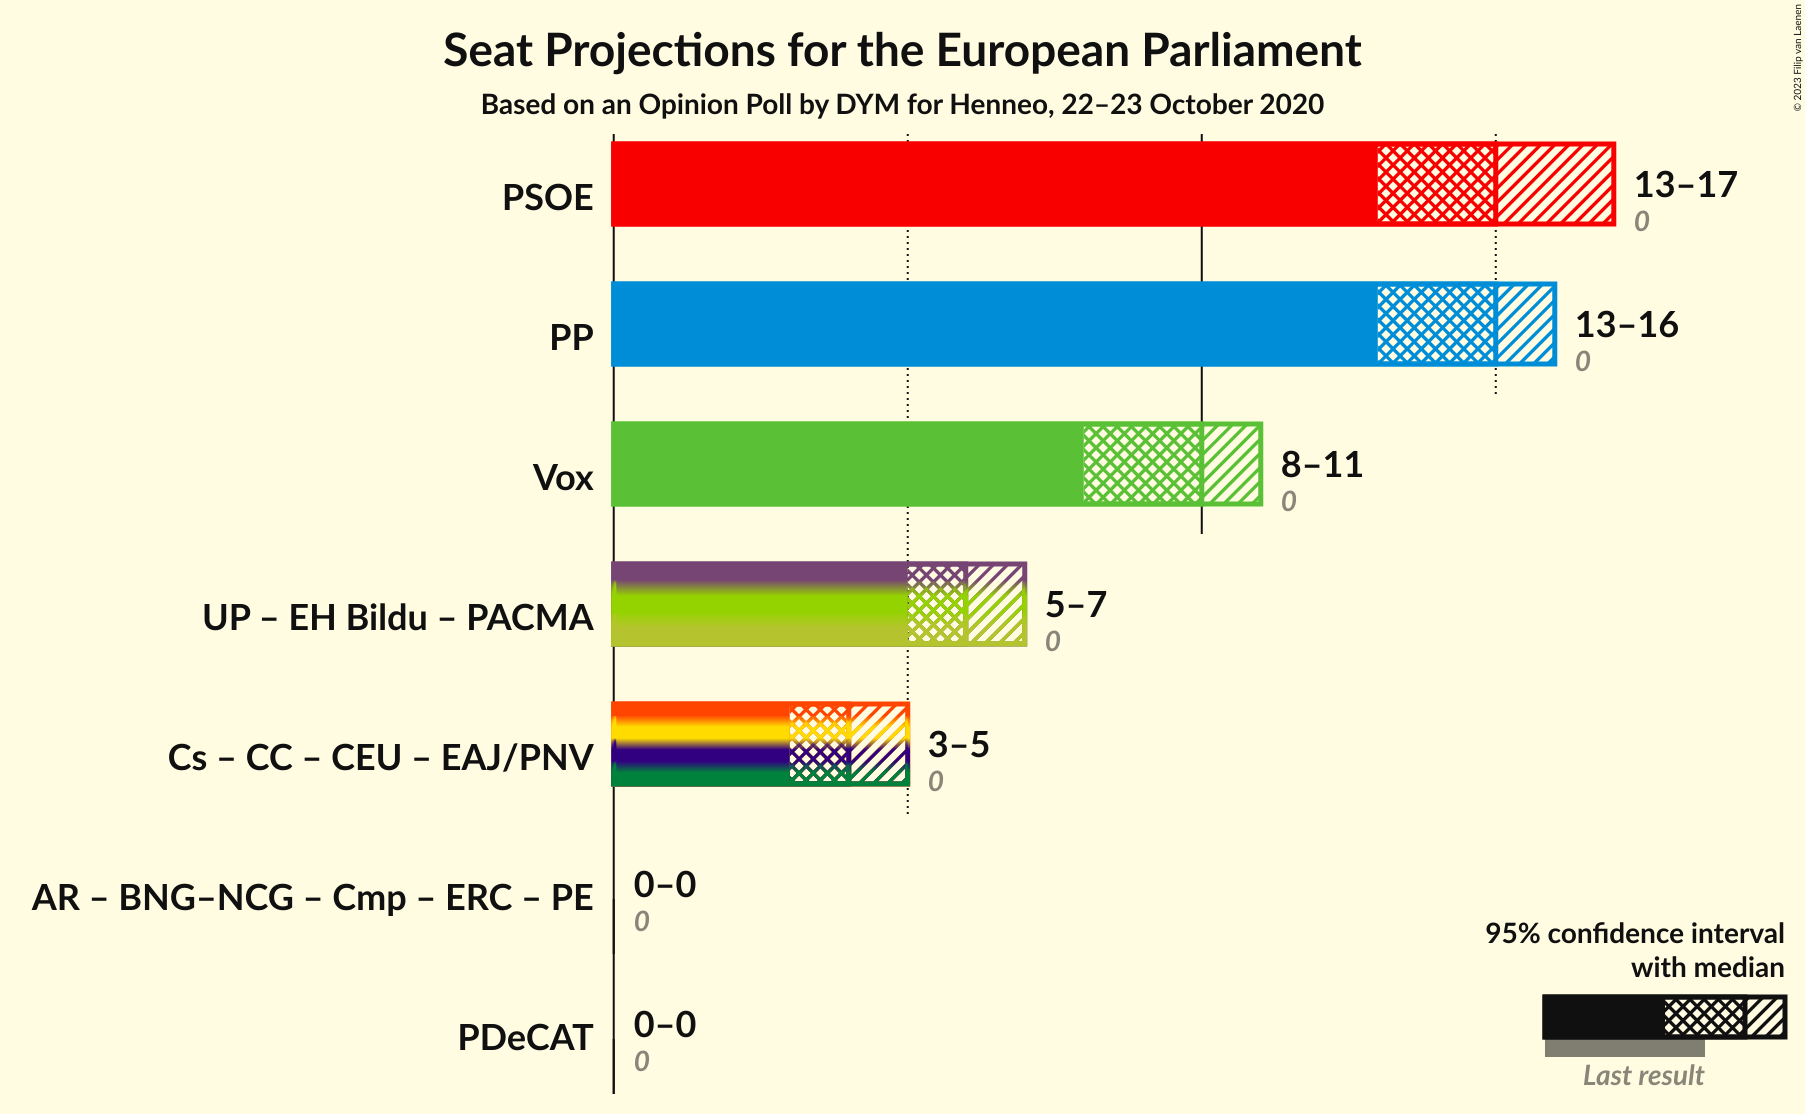 Seat Projections for the European Parliament
Based on an Opinion Poll by DYM for Henneo, 22–23 October 2020
© 2023 Filip van Laenen
PSOE
13–17
0
PP
13–16
0
Vox
8–11
0
UP – EH Bildu – PACMA
5–7
0
Cs – CC – CEU – EAJ/PNV
3–5
0
AR – BNG–NCG – Cmp – ERC – PE
0–0
0
PDeCAT
0–0
0
95% confidence interval
with median
Last result